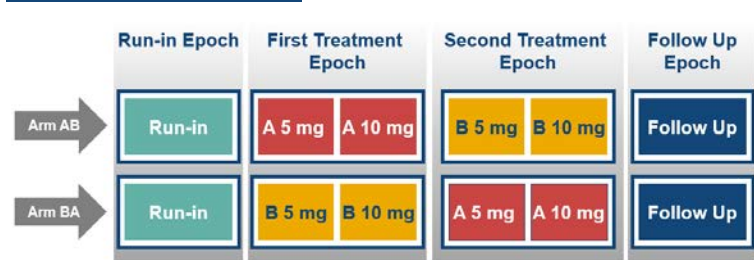 Run-in Epoch
First Treatment
Epoch
Second Treatment
Epoch
Follow Up
Epoch
Arm AB
Run-in
A 5 mg
A 10 mg
B 5 mg
B 10 mg
Follow Up
Arm BA
Run-in
B 5 mg
B 10 mg
A 5 mg
A 10 mg
Follow Up